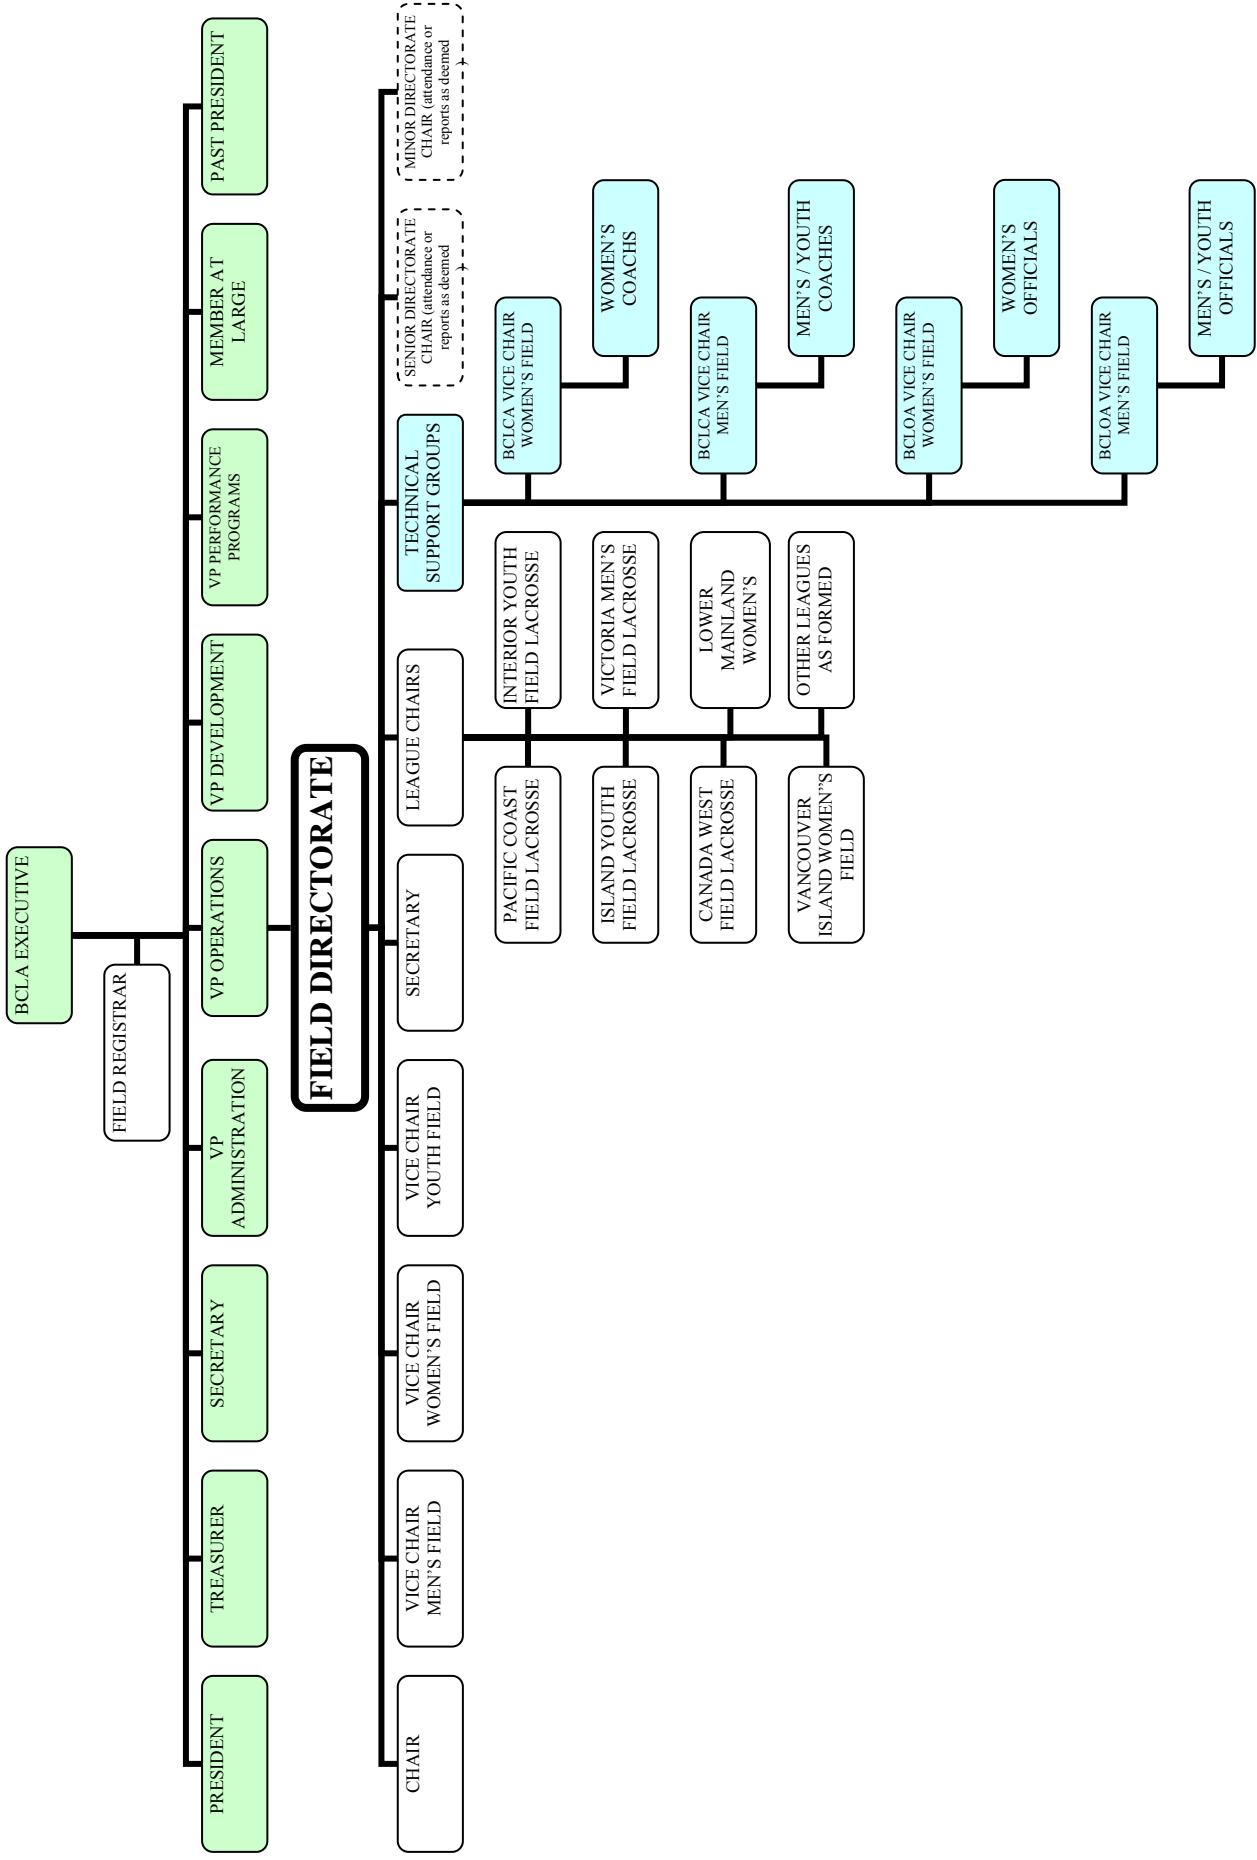 BCLA EXECUTIVE
FIELD REGISTRAR
PRESIDENT
TREASURER
SECRETARY
VP
ADMINISTRATION
VP OPERATIONS
VP DEVELOPMENT
VP PERFORMANCE
PROGRAMS
MEMBER AT
LARGE
PAST PRESIDENT
FIELD DIRECTORATE
CHAIR
VICE CHAIR
MEN'S FIELD
VICE CHAIR
WOMEN'S FIELD
VICE CHAIR
YOUTH FIELD
SECRETARY
LEAGUE CHAIRS
TECHNICAL
SUPPORT GROUPS
SENIOR DIRECTORATE
CHAIR (attendance or
reports as deemed
MINOR DIRECTORATE
CHAIR (attendance or
reports as deemed
PACIFIC COAST
FIELD LACROSSE
INTERIOR YOUTH
FIELD LACROSSE
ISLAND YOUTH
FIELD LACROSSE
VICTORIA MEN'S
FIELD LACROSSE
CANADA WEST
FIELD LACROSSE
LOWER
MAINLAND
WOMEN'S
VANCOUVER
ISLAND WOMEN"S
FIELD
OTHER LEAGUES
AS FORMED
BCLCA VICE CHAIR
WOMEN'S FIELD
WOMEN'S
COACHS
BCLCA VICE CHAIR
MEN'S FIELD
MEN'S / YOUTH
COACHES
BCLOA VICE CHAIR
WOMEN'S FIELD
WOMEN'S
OFFICIALS
BCLOA VICE CHAIR
MEN'S FIELD
MEN'S / YOUTH
OFFICIALS